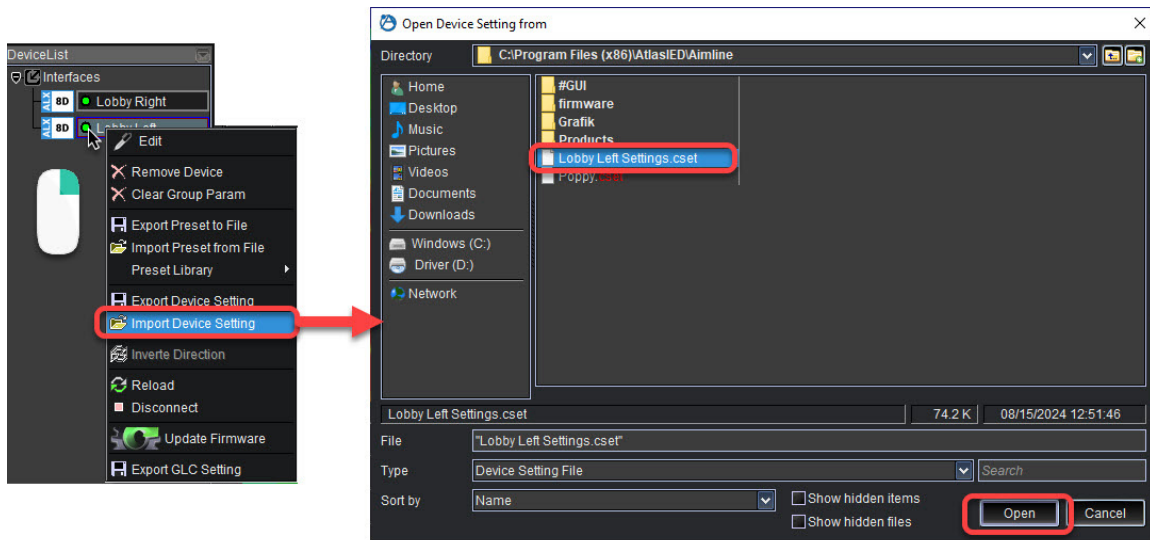 DeviceList
Interfaces
ALX 8D Lobby Right
ALX 8D Lobby Left
Edit
Remove Device
Clear Group Param
Export Preset to File
Import Preset from File
Preset Library
Export Device Setting
Import Device Setting
Inverte Direction
Reload
Disconnect
Update Firmware
Export GLC Setting
Open Device Setting from
Directory C:\Program Files (x86)\AtlasIED\Aimline
Home
Desktop
Music
Pictures
Videos
Documents
Downloads
Windows (C:)
Driver (D:)
Network
#GUI
firmware
Grafik
Products
Lobby Left Settings.cset
Poppy.cset
Lobby Left Settings.cset 74.2 K 08/15/2024 12:51:46
File "Lobby Left Settings.cset"
Type Device Setting File Search
Sort by Name Show hidden items
Show hidden files
Open Cancel